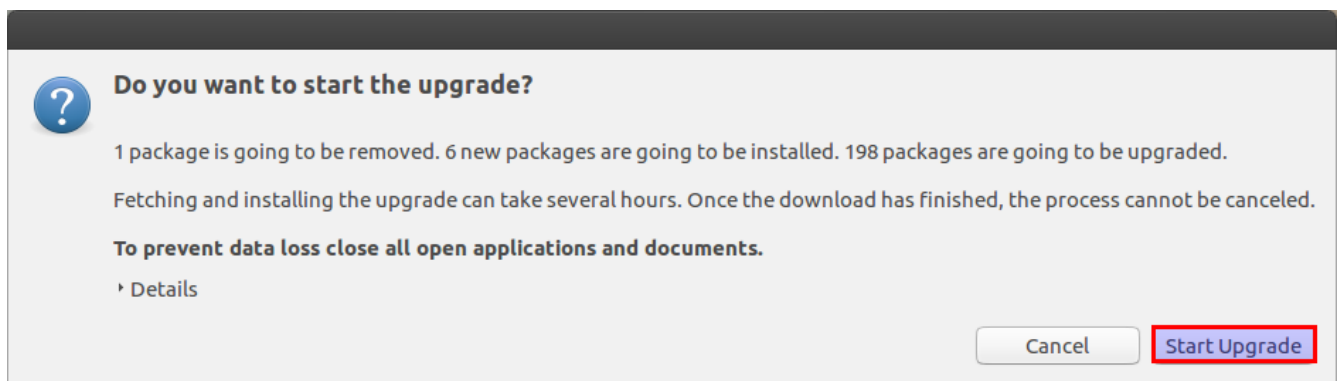 Do you want to start the upgrade?
1 package is going to be removed. 6 new packages are going to be installed. 198 packages are going to be upgraded.
Fetching and installing the upgrade can take several hours. Once the download has finished, the process cannot be canceled.
To prevent data loss close all open applications and documents.
Details
Cancel
Start Upgrade